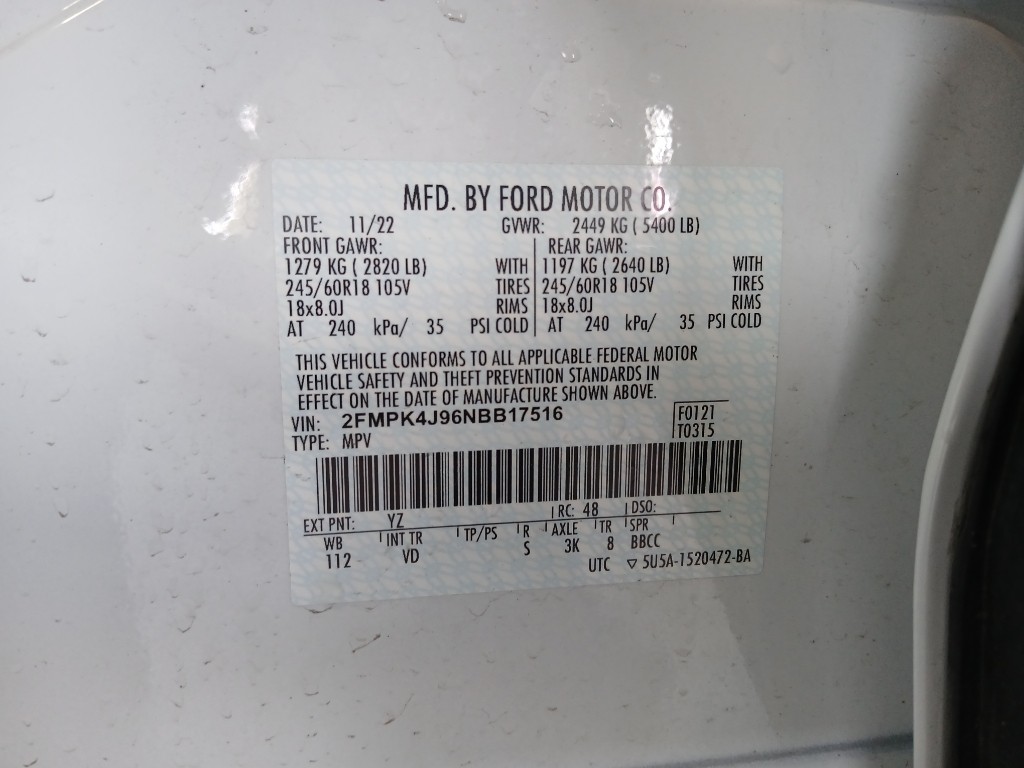 MFD. BY FORD MOTOR CO.
DATE: 11/22 GVWR: 2449 KG ( 5400 LB)
FRONT GAWR: REAR GAWR:
1279 KG ( 2820 LB) WITH 1197 KG ( 2640 LB) WITH
245/60R18 105V TIRES 245/60R18 105V TIRES
18x8.0J RIMS 18x8.0J RIMS
AT 240 kPa/ 35 PSI COLD AT 240 kPa/ 35 PSI COLD
THIS VEHICLE CONFORMS TO ALL APPLICABLE FEDERAL MOTOR
VEHICLE SAFETY AND THEFT PREVENTION STANDARDS IN
EFFECT ON THE DATE OF MANUFACTURE SHOWN ABOVE.
VIN: 2FMPK4J96NBB17516 F0121
TYPE: MPV T0315
EXT PNT: YZ RC: 48 DSO:
WB INT TR TP/PS R AXLE TR SPR
112 VD S 3K 8 BBCC
UTC ▽ 5U5A-1520472-BA